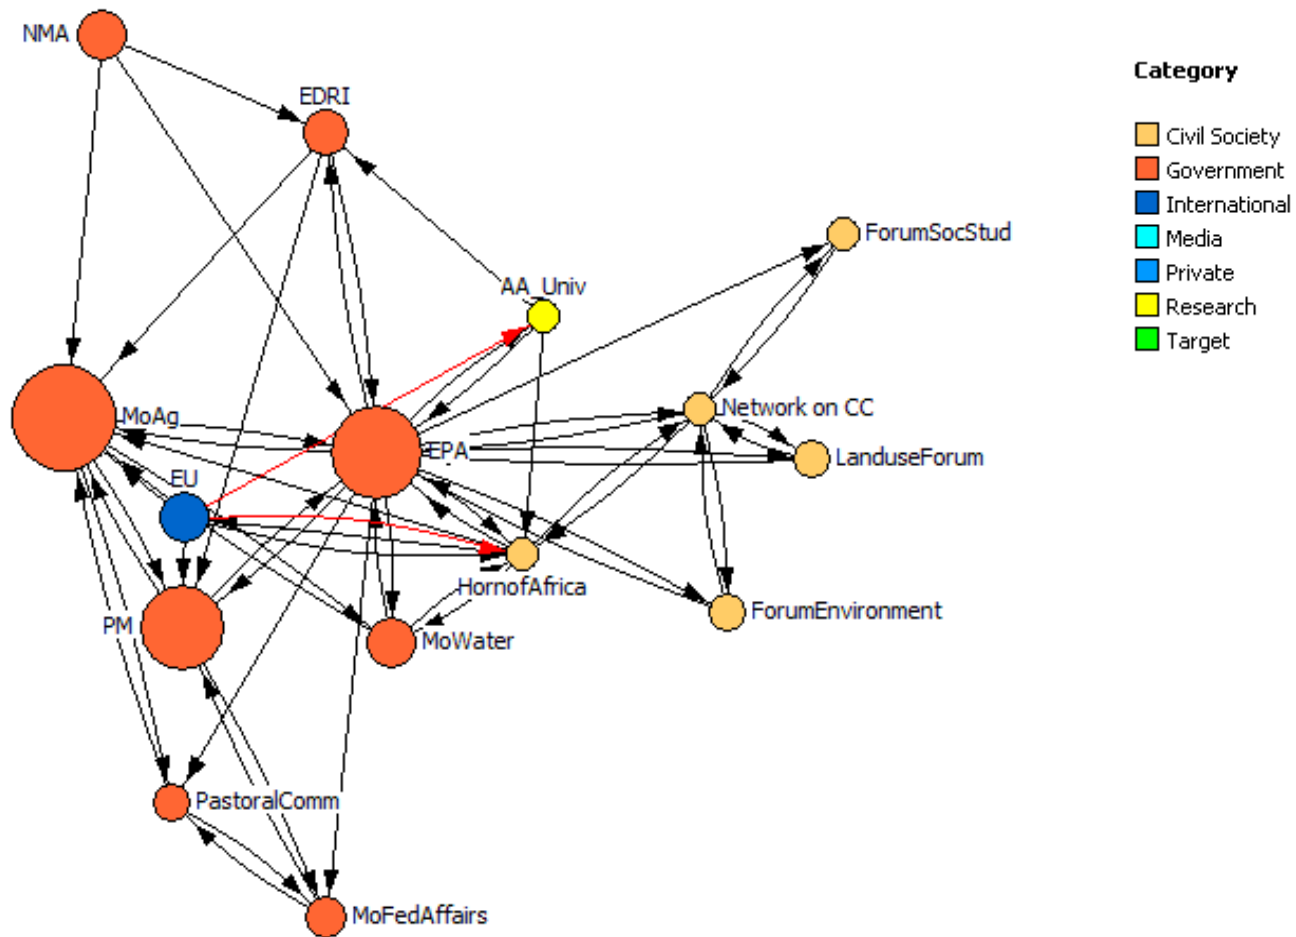 NMA
EDRI
AA_Univ
ForumSocStud
MoAg
EPA
Network on CC
LanduseForum
EU
HornofAfrica
ForumEnvironment
PM
MoWater
PastoralComm
MoFedAffairs
Category
Civil Society
Government
International
Media
Private
Research
Target